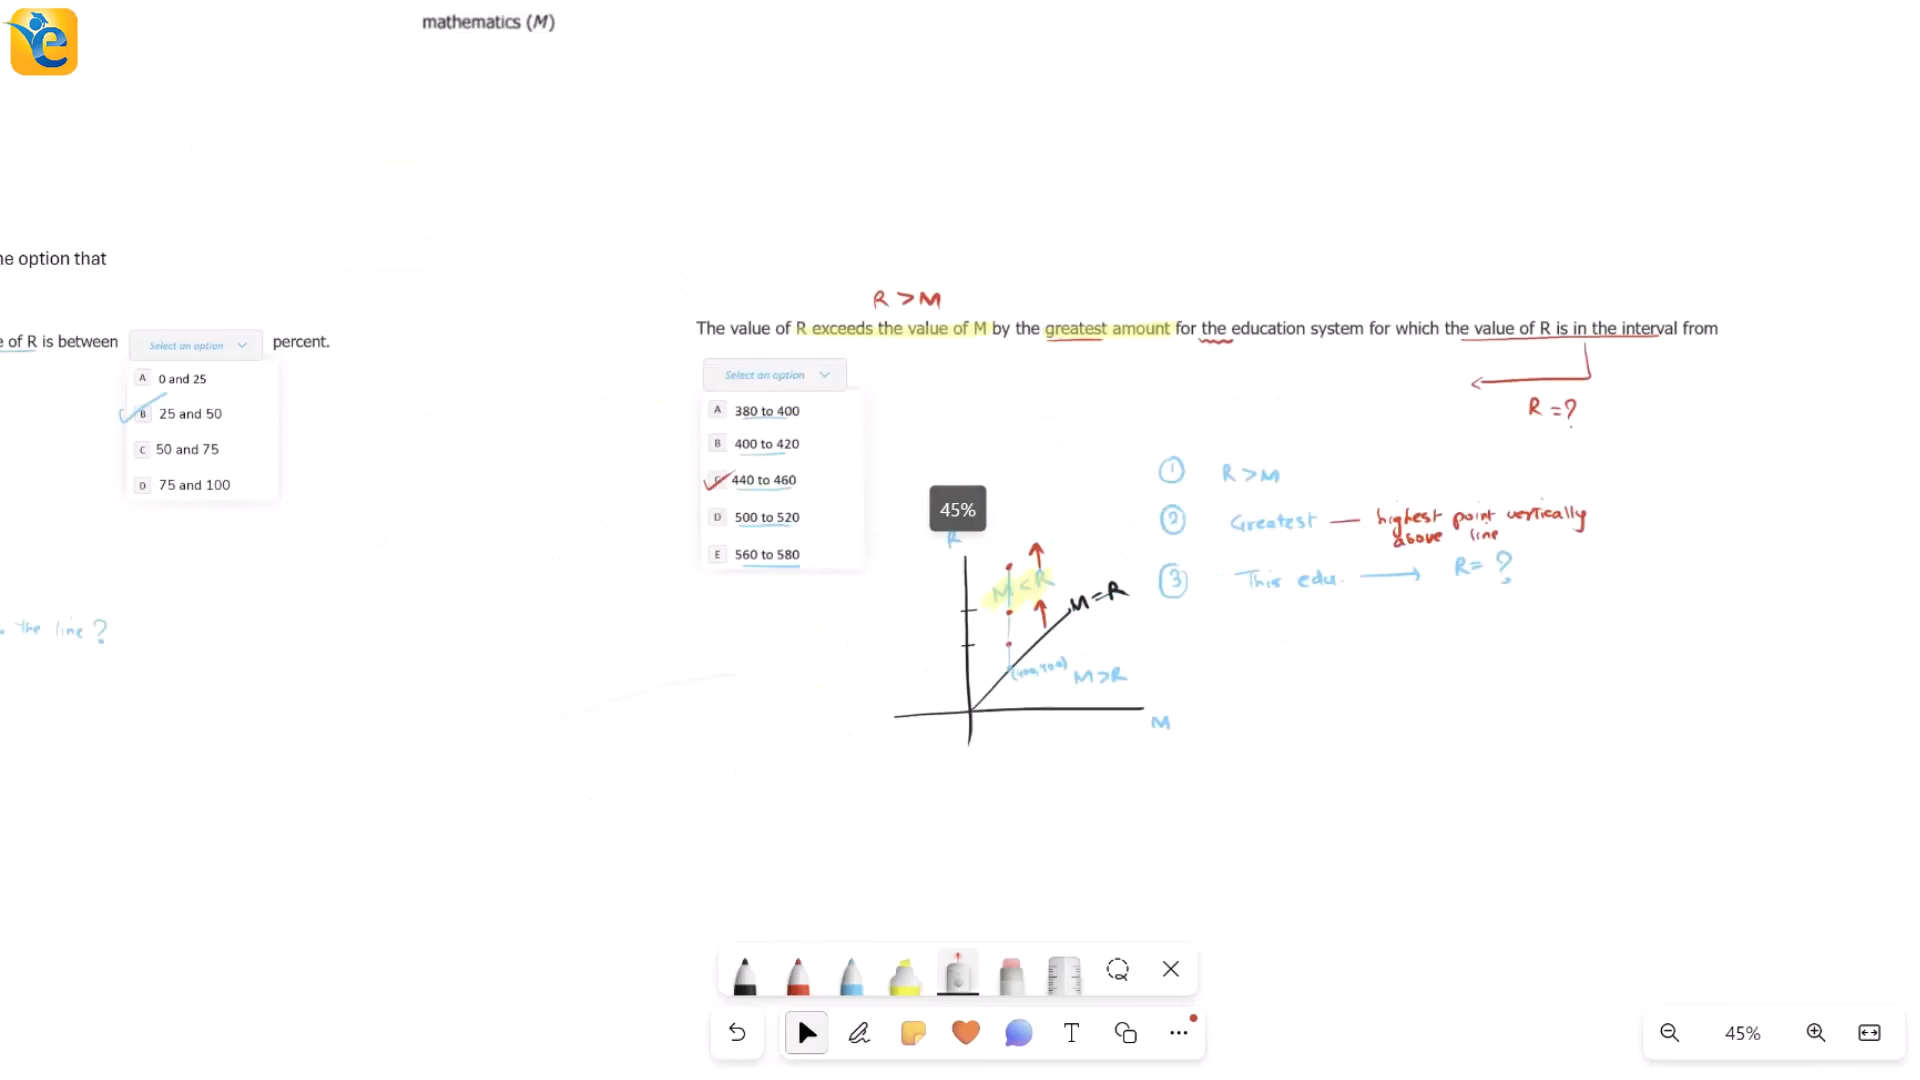 mathematics (M)
e option that
e of R is between Select an option percent.
A 0 and 25
B 25 and 50
C 50 and 75
D 75 and 100
the line?
R > M
The value of R exceeds the value of M by the greatest amount for the education system for which the value of R is in the interval from
Select an option
A 380 to 400
B 400 to 420
440 to 460
D 500 to 520
E 560 to 580
R = ?
① R > M
② Greatest — highest point vertically above line
③ This edu. → R = ?
45%
R
M < R
M = R
(400,400) M > R
M
45%